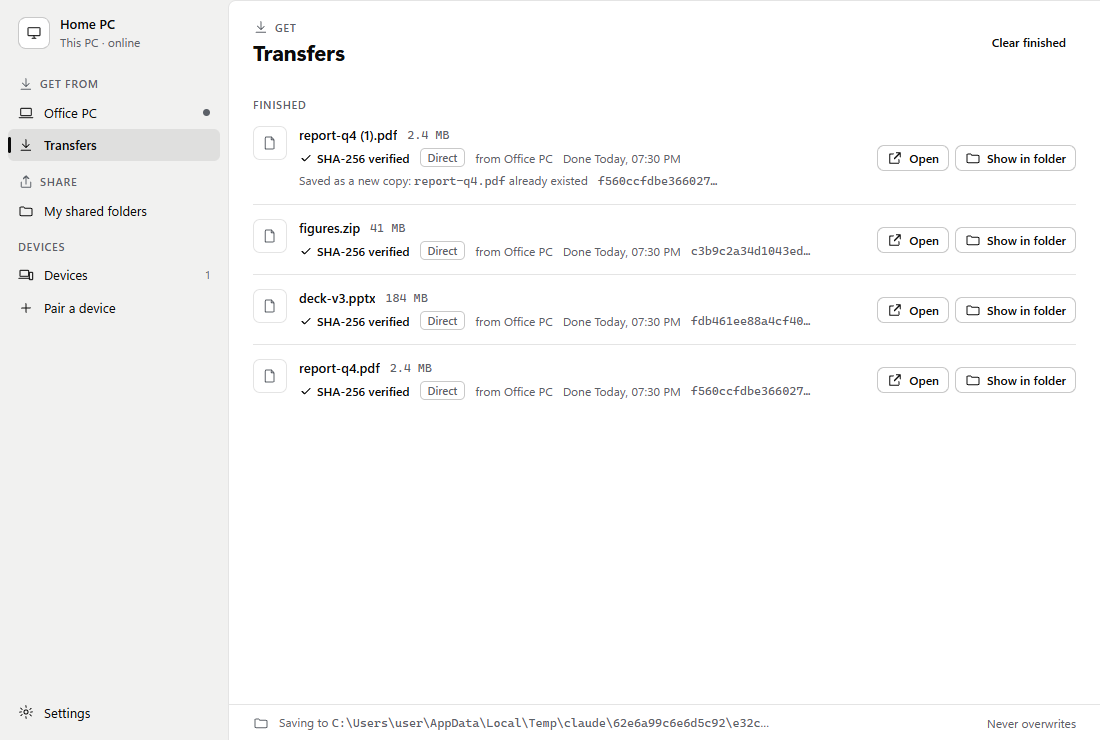 Home PC
This PC · online
GET FROM
Office PC
Transfers
SHARE
My shared folders
DEVICES
Devices 1
Pair a device
Settings
GET
Transfers
Clear finished
FINISHED
report-q4 (1).pdf 2.4 MB
SHA-256 verified Direct from Office PC Done Today, 07:30 PM
Saved as a new copy: report-q4.pdf already existed f560ccfdbe366027…
Open Show in folder
figures.zip 41 MB
SHA-256 verified Direct from Office PC Done Today, 07:30 PM c3b9c2a34d1043ed…
Open Show in folder
deck-v3.pptx 184 MB
SHA-256 verified Direct from Office PC Done Today, 07:30 PM fdb461ee88a4cf40…
Open Show in folder
report-q4.pdf 2.4 MB
SHA-256 verified Direct from Office PC Done Today, 07:30 PM f560ccfdbe366027…
Open Show in folder
Saving to C:\Users\user\AppData\Local\Temp\claude\62e6a99c6e6d5c92\e32c…
Never overwrites